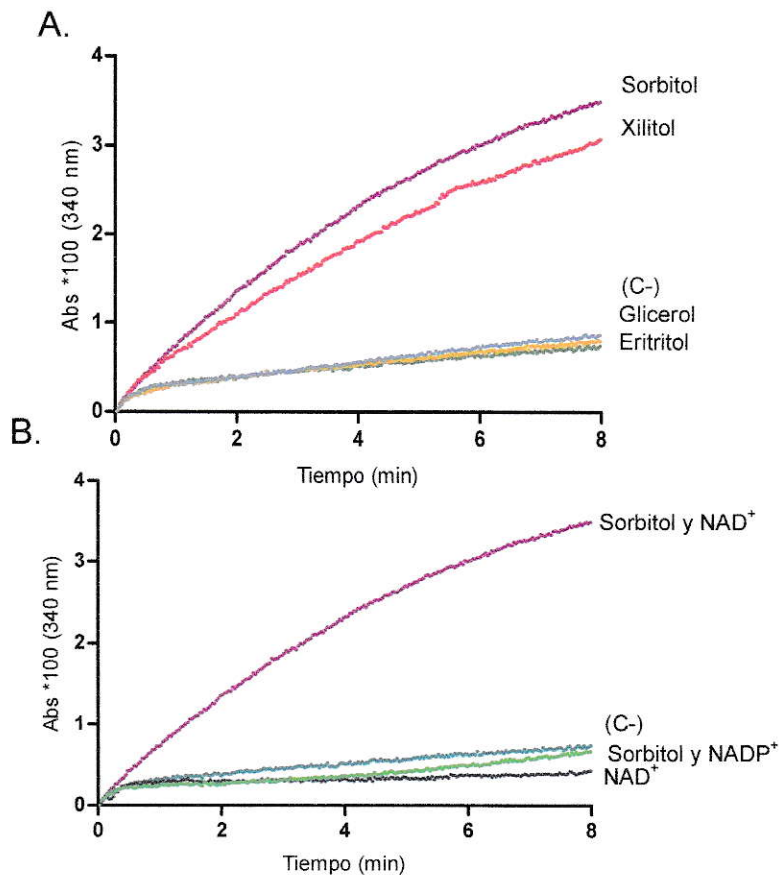 A.
4
3
2
1
0
Abs *100 (340 nm)
Sorbitol
Xilitol
(C-)
Glicerol
Eritritol
0 2 4 6 8
Tiempo (min)
B.
4
3
2
1
0
Abs *100 (340 nm)
Sorbitol y NAD⁺
(C-)
Sorbitol y NADP⁺
NAD⁺
0 2 4 6 8
Tiempo (min)